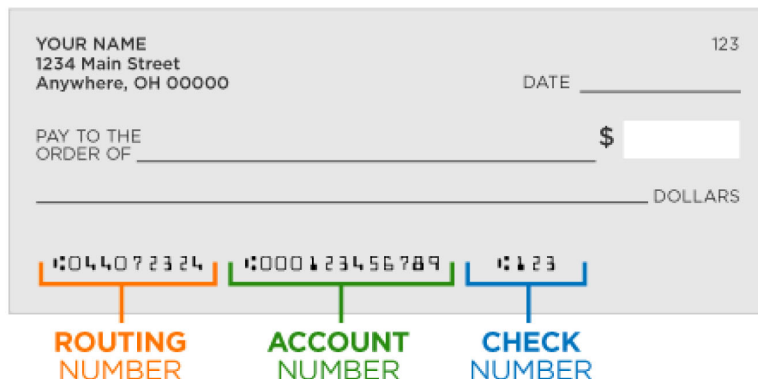 YOUR NAME 123
1234 Main Street
Anywhere, OH 00000 DATE
PAY TO THE
ORDER OF $
DOLLARS
⑆044072324 ⑆000123456789 ⑆123
ROUTING ACCOUNT CHECK
NUMBER NUMBER NUMBER